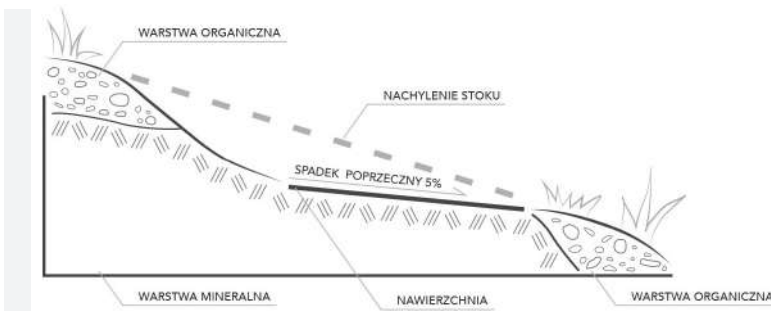 WARSTWA ORGANICZNA
NACHYLENIE STOKU
SPADEK POPRZECZNY 5%
WARSTWA MINERALNA
NAWIERZCHNIA
WARSTWA ORGANICZNA